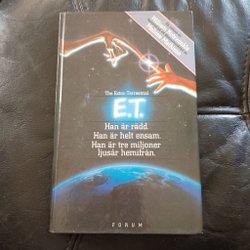 The Extra-Terrestrial
E.T.
Han är rädd.
Han är helt ensam.
Han är tre miljoner
ljusår hemifrån.
FORUM